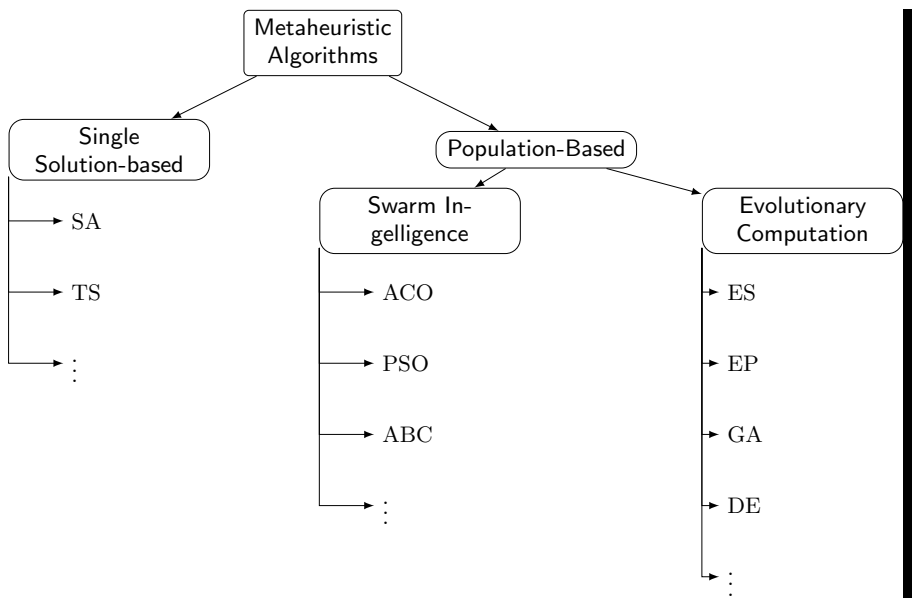 Metaheuristic
Algorithms
Single
Solution-based
Population-Based
SA
TS
⋮
Swarm In-
gelligence
ACO
PSO
ABC
⋮
Evolutionary
Computation
ES
EP
GA
DE
⋮